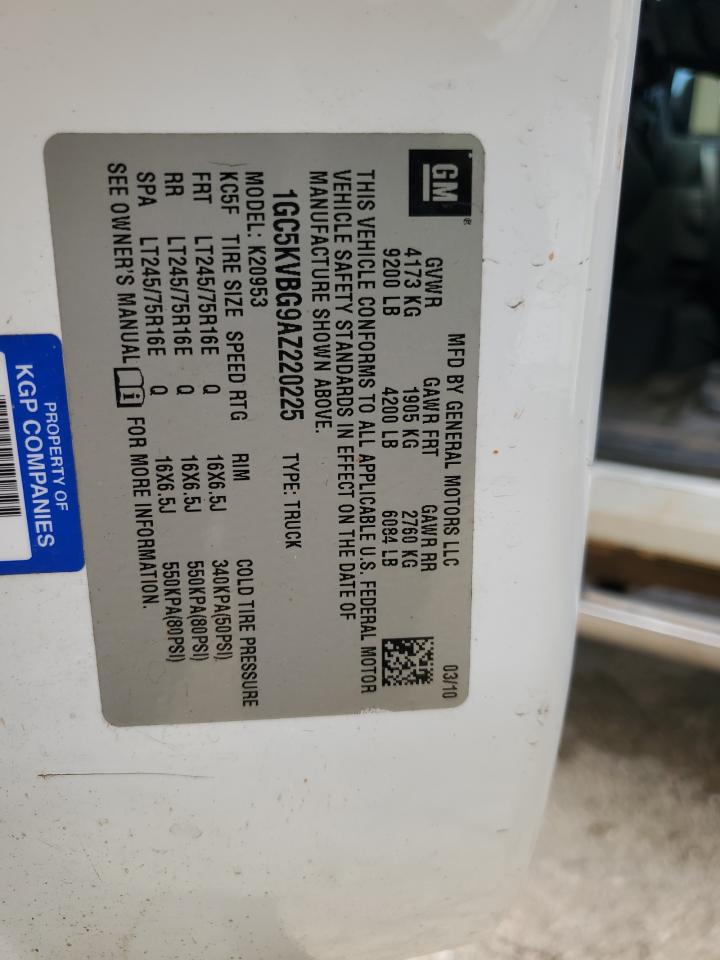 GM
MFD BY GENERAL MOTORS LLC 03/10
GVWR GAWR FRT GAWR RR
4173 KG 1905 KG 2760 KG
9200 LB 4200 LB 6084 LB
THIS VEHICLE CONFORMS TO ALL APPLICABLE U.S. FEDERAL MOTOR
VEHICLE SAFETY STANDARDS IN EFFECT ON THE DATE OF
MANUFACTURE SHOWN ABOVE.
1GC5KVBG9AZ220225 TYPE: TRUCK
MODEL: K20953
KC5F TIRE SIZE SPEED RTG RIM COLD TIRE PRESSURE
FRT LT245/75R16E Q 16X6.5J 340KPA(50PSI)
RR LT245/75R16E Q 16X6.5J 550KPA(80PSI)
SPA LT245/75R16E Q 16X6.5J 550KPA(80PSI)
SEE OWNER'S MANUAL FOR MORE INFORMATION.
PROPERTY OF
KGP COMPANIES